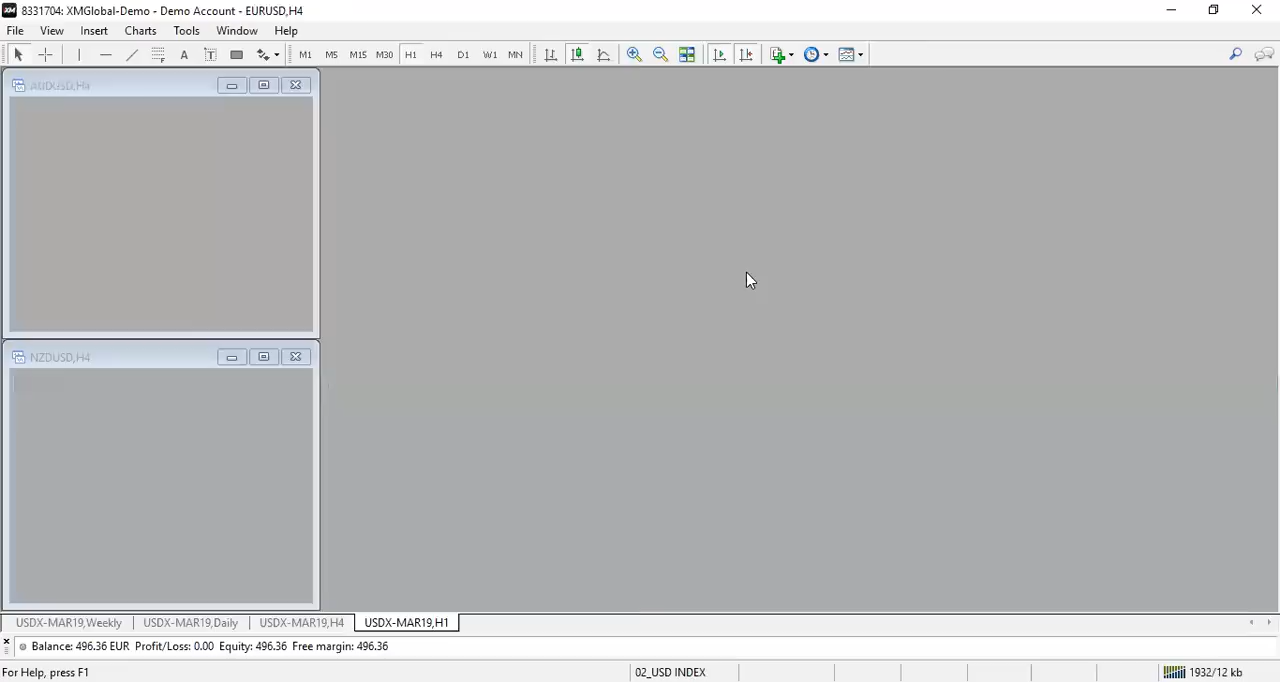 XM 8331704: XMGlobal-Demo - Demo Account - EURUSD,H4
File View Insert Charts Tools Window Help
A T F M1 M5 M15 M30 H1 H4 D1 W1 MN
AUDUSD,H4
NZDUSD,H4
USDX-MAR19,Weekly USDX-MAR19,Daily USDX-MAR19,H4 USDX-MAR19,H1
Balance: 496.36 EUR Profit/Loss: 0.00 Equity: 496.36 Free margin: 496.36
For Help, press F1 02_USD INDEX 1932/12 kb